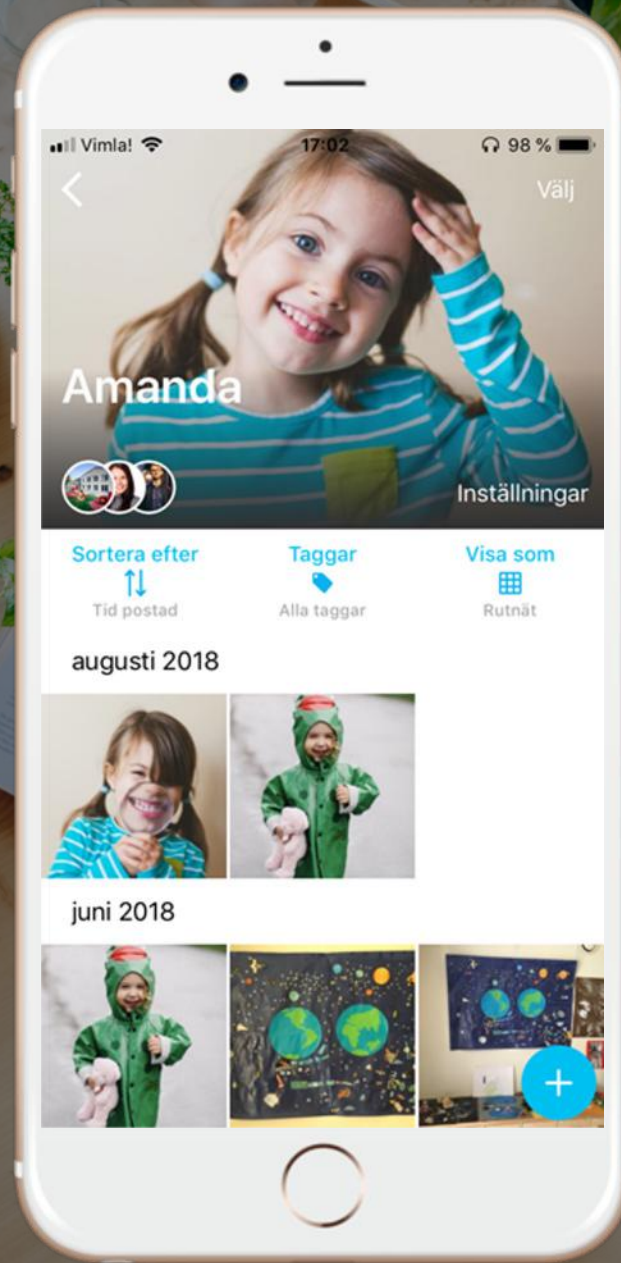 Vimla! 17:02 98 %
Välj
Amanda
Inställningar
Sortera efter Taggar Visa som
Tid postad Alla taggar Rutnät
augusti 2018
juni 2018